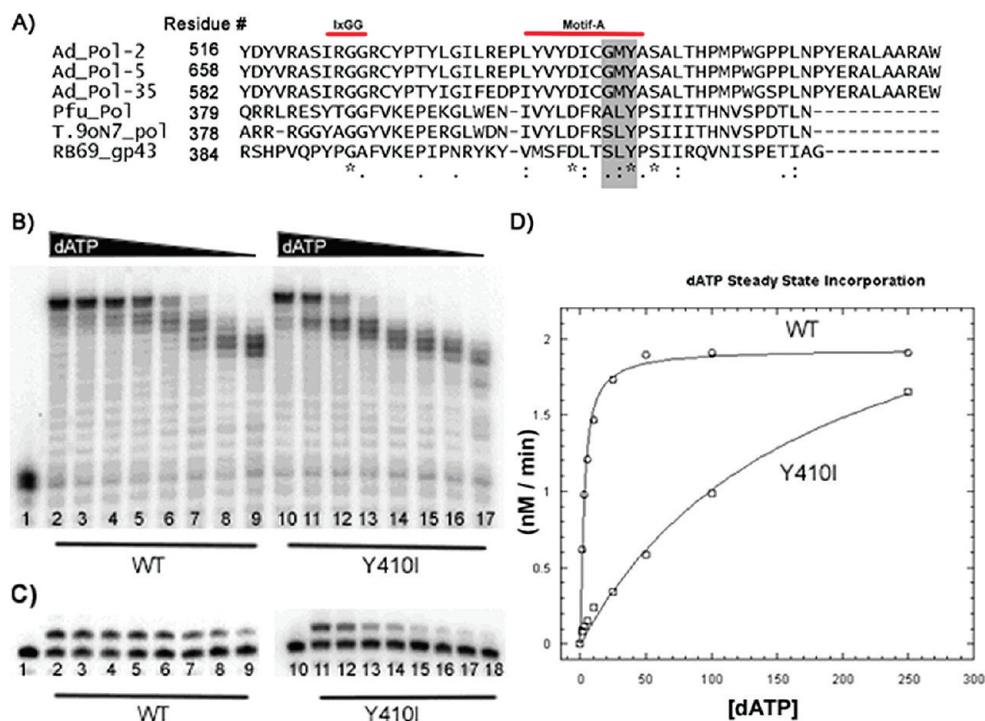 A)
Residue #
IxGG
Motif-A
Ad_Pol-2 516 YDYVRASIRGGRCYPTYLGILREPLYVYDICGMYASALTHPMPWGPPLNPYERALAARAW
Ad_Pol-5 658 YDYVRASIRGGRCYPTYLGILREPLYVYDICGMYASALTHPMPWGPPLNPYERALAARAW
Ad_Pol-35 582 YDYVRASIRGGRCYPTYIGIFEDPIYVYDICGMYASALTHPMPWGPPLNPYERALAAREW
Pfu_Pol 379 QRRLRESYTGGFVKEPEKGLWEN-IVYLDFRALYPSIIITHNVSPDTLN------------
T.9oN7_pol 378 ARR-RGGYAGGYVKEPERGLWDN-IVYLDFRSLYPSIIITHNVSPDTLN------------
RB69_gp43 384 RSHPVQPYPGAFVKEPIPNRYKY-VMSFDLTSLYPSIIRQVNISPETIAG-----------
☆. . . : ☆: .:☆.☆ : .:
B)
dATP
dATP
1 2 3 4 5 6 7 8 9 10 11 12 13 14 15 16 17
WT
Y410I
C)
1 2 3 4 5 6 7 8 9 10 11 12 13 14 15 16 17 18
WT
Y410I
D)
dATP Steady State Incorporation
WT
Y410I
(nM / min)
2
1.5
1
0.5
0
0 50 100 150 200 250 300
[dATP]